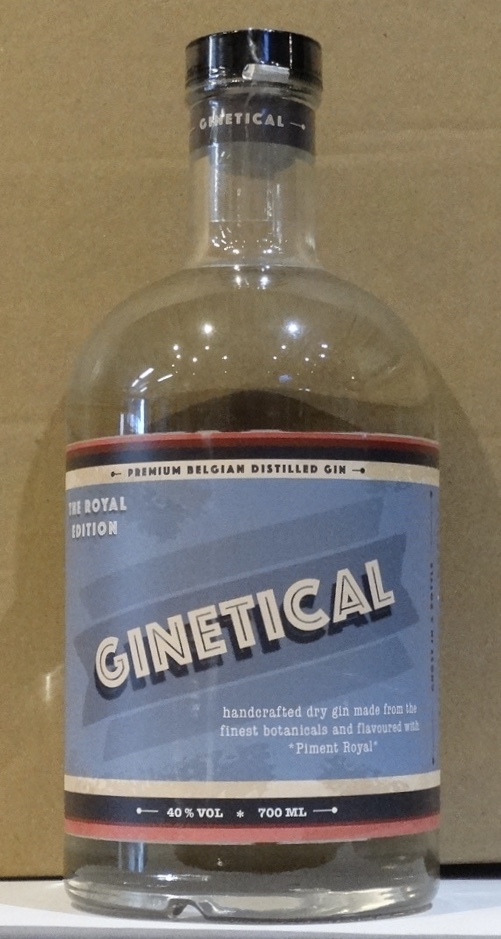 GINETICAL
PREMIUM BELGIAN DISTILLED GIN
THE ROYAL
EDITION
GINETICAL
handcrafted dry gin made from the
finest botanicals and flavoured with
"Piment Royal"
40 % VOL * 700 ML